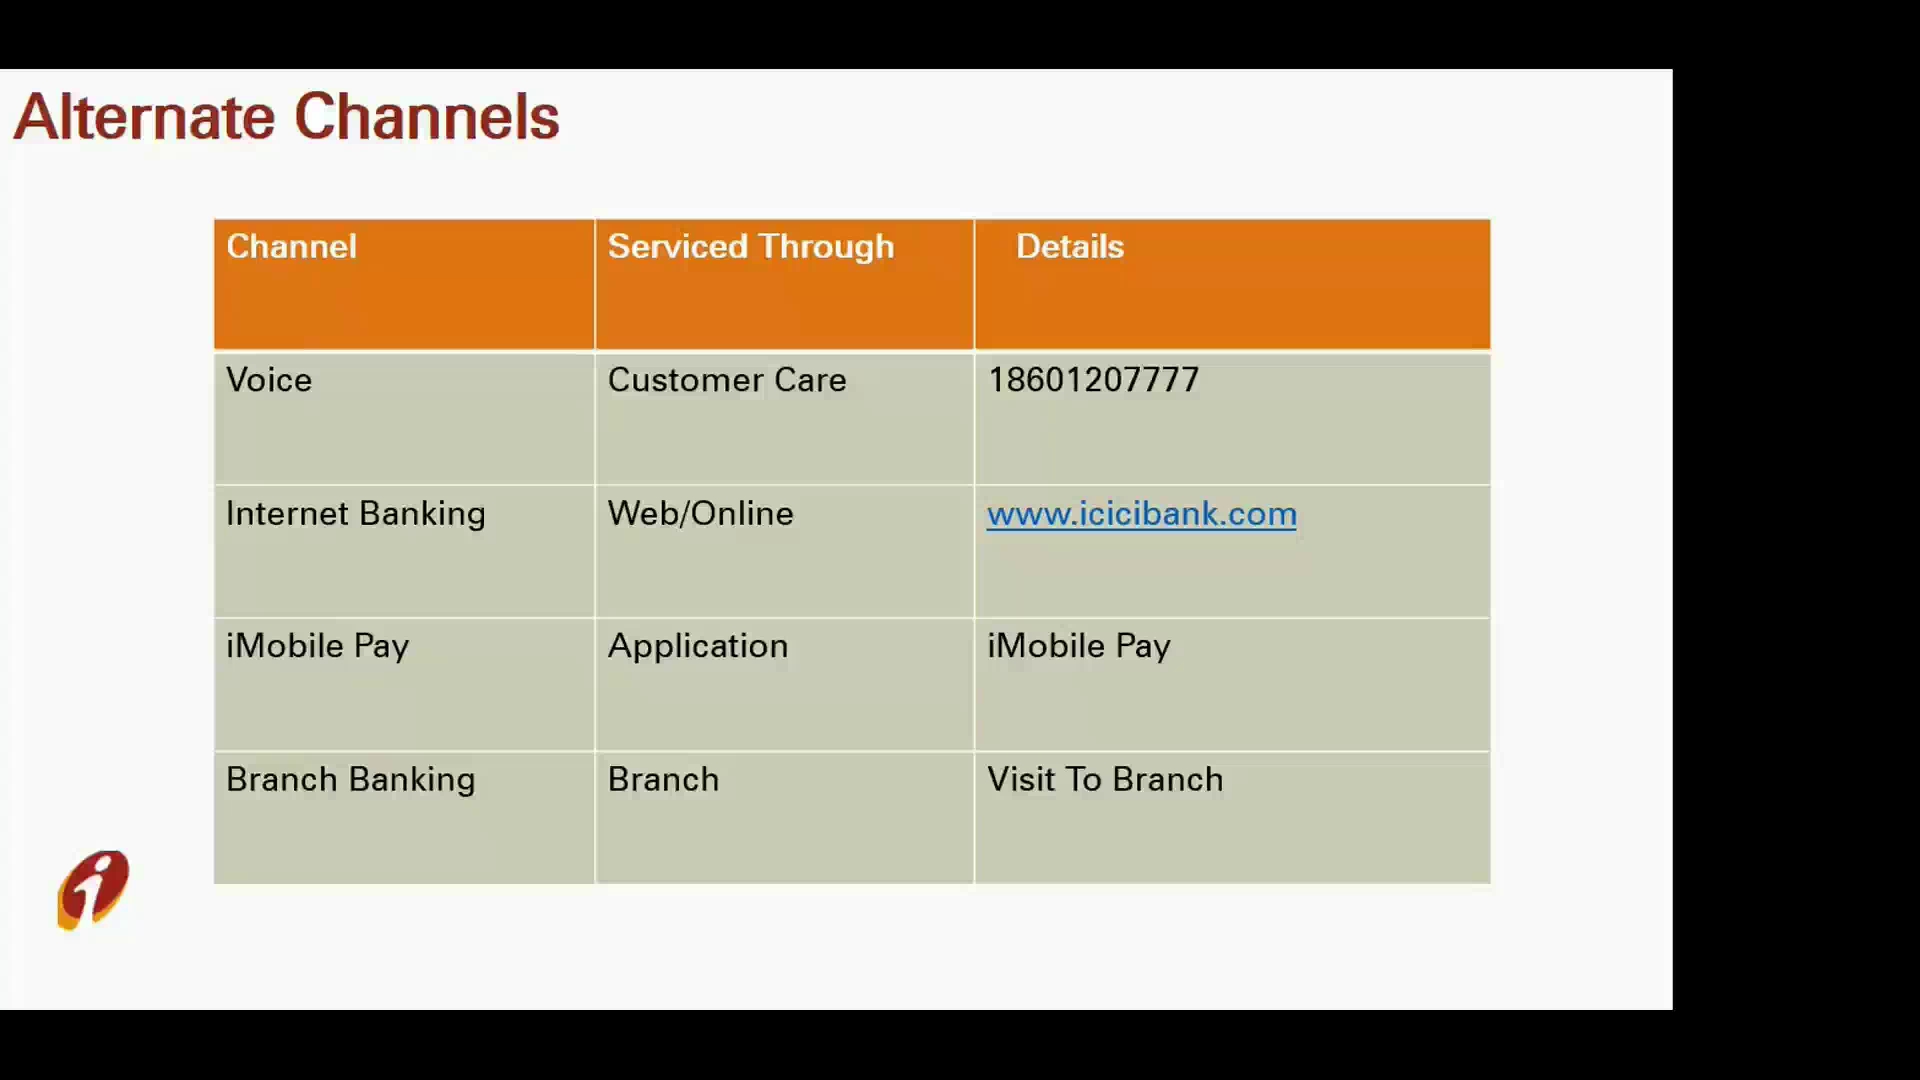 Alternate Channels
Channel Serviced Through Details
Voice Customer Care 18601207777
Internet Banking Web/Online www.icicibank.com
iMobile Pay Application iMobile Pay
Branch Banking Branch Visit To Branch
i